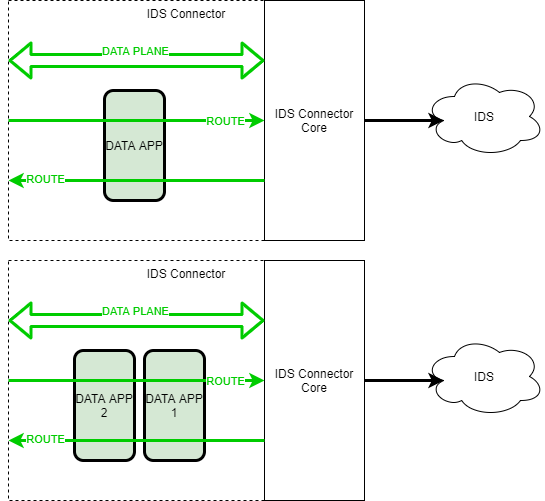 IDS Connector
DATA PLANE
ROUTE
IDS Connector
Core
IDS
DATA APP
ROUTE
IDS Connector
DATA PLANE
ROUTE
IDS Connector
Core
IDS
DATA APP
2
DATA APP
1
ROUTE